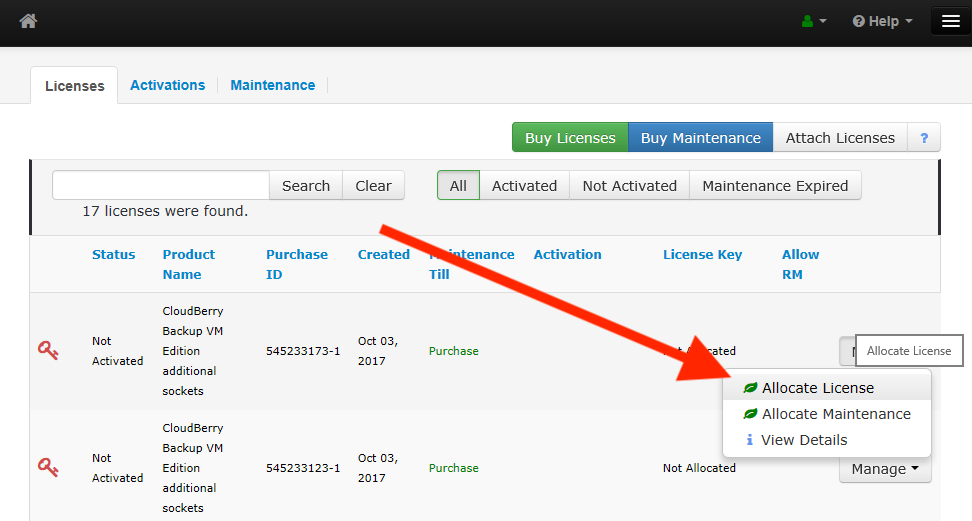 Help
Licenses Activations Maintenance
Buy Licenses Buy Maintenance Attach Licenses ?
Search Clear All Activated Not Activated Maintenance Expired
17 licenses were found.
Status Product Name Purchase ID Created Maintenance Till Activation License Key Allow RM
Not Activated CloudBerry Backup VM Edition additional sockets 545233173-1 Oct 03, 2017 Purchase Not Allocated
Allocate License
Allocate License
Allocate Maintenance
View Details
Not Activated CloudBerry Backup VM Edition additional sockets 545233123-1 Oct 03, 2017 Purchase Not Allocated Manage